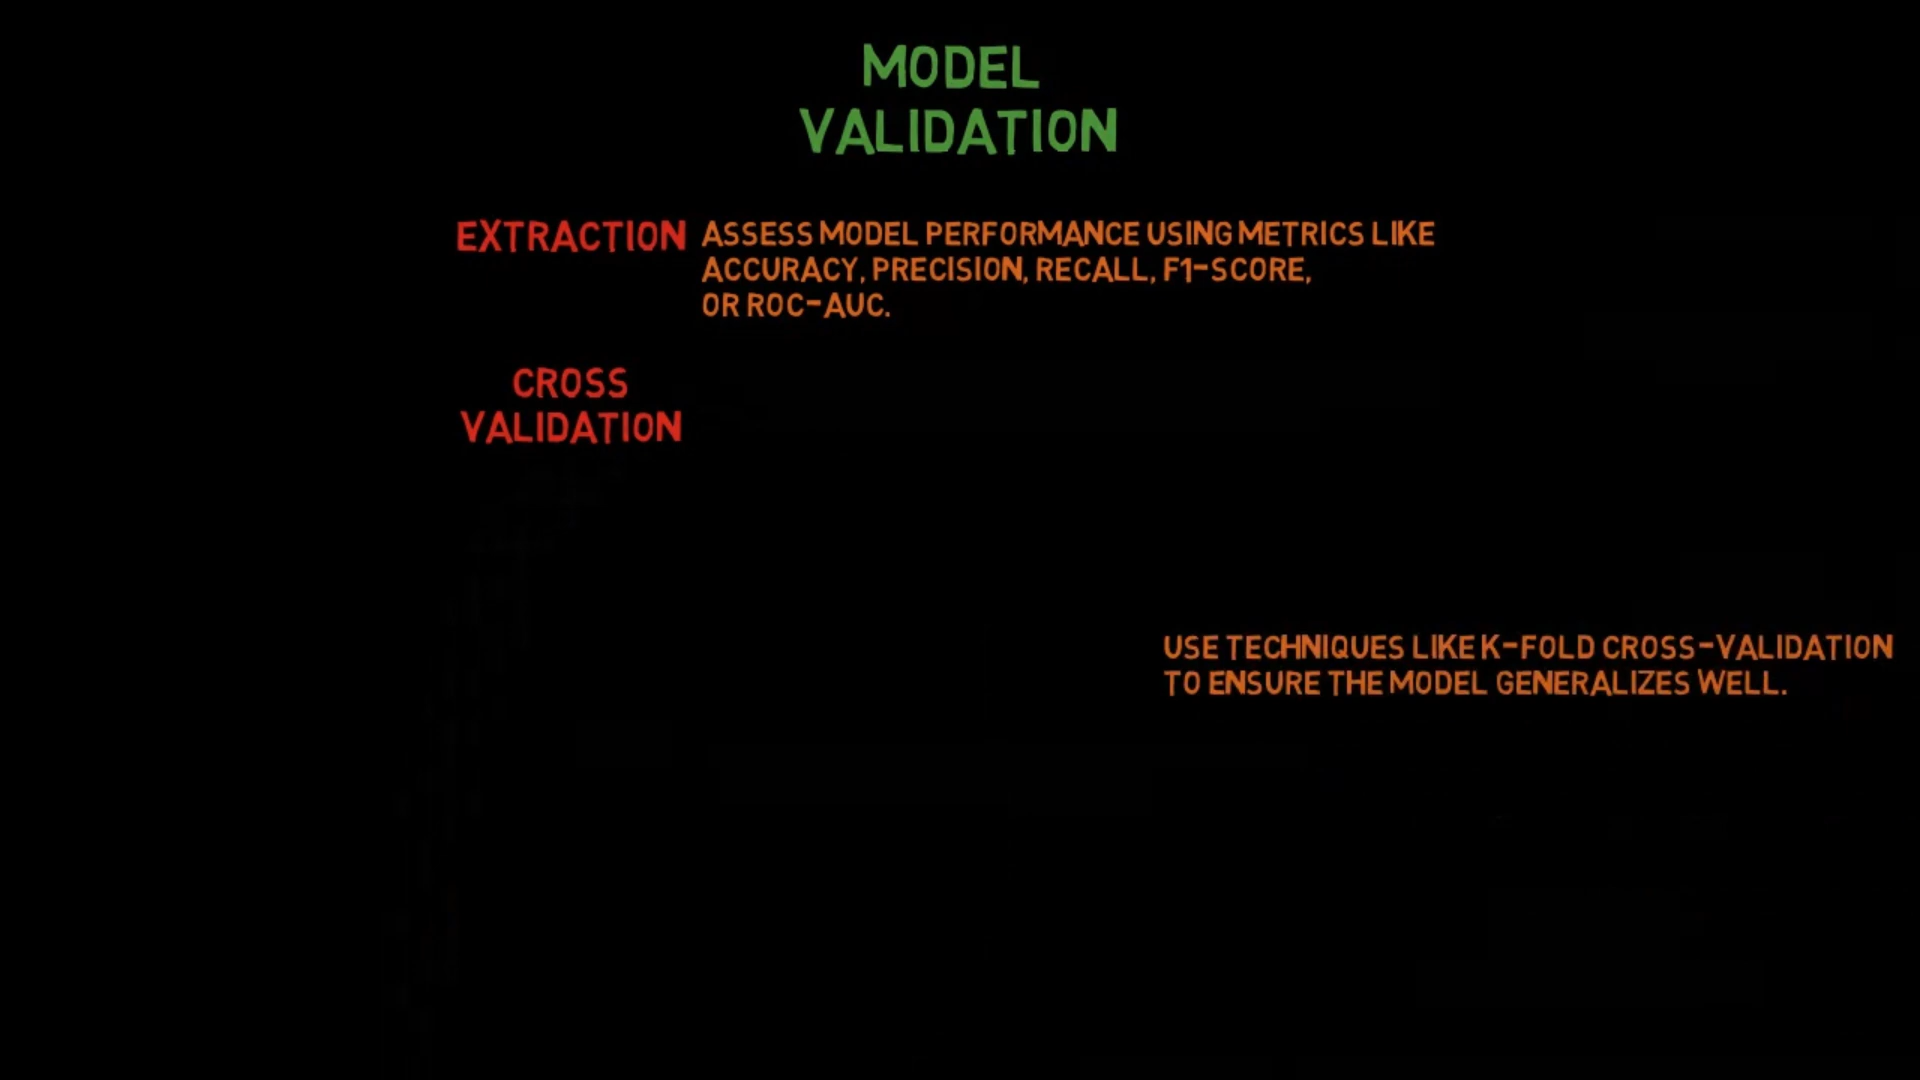 MODEL
VALIDATION
EXTRACTION
ASSESS MODEL PERFORMANCE USING METRICS LIKE
ACCURACY, PRECISION, RECALL, F1-SCORE,
OR ROC-AUC.
CROSS
VALIDATION
USE TECHNIQUES LIKE K-FOLD CROSS-VALIDATION
TO ENSURE THE MODEL GENERALIZES WELL.